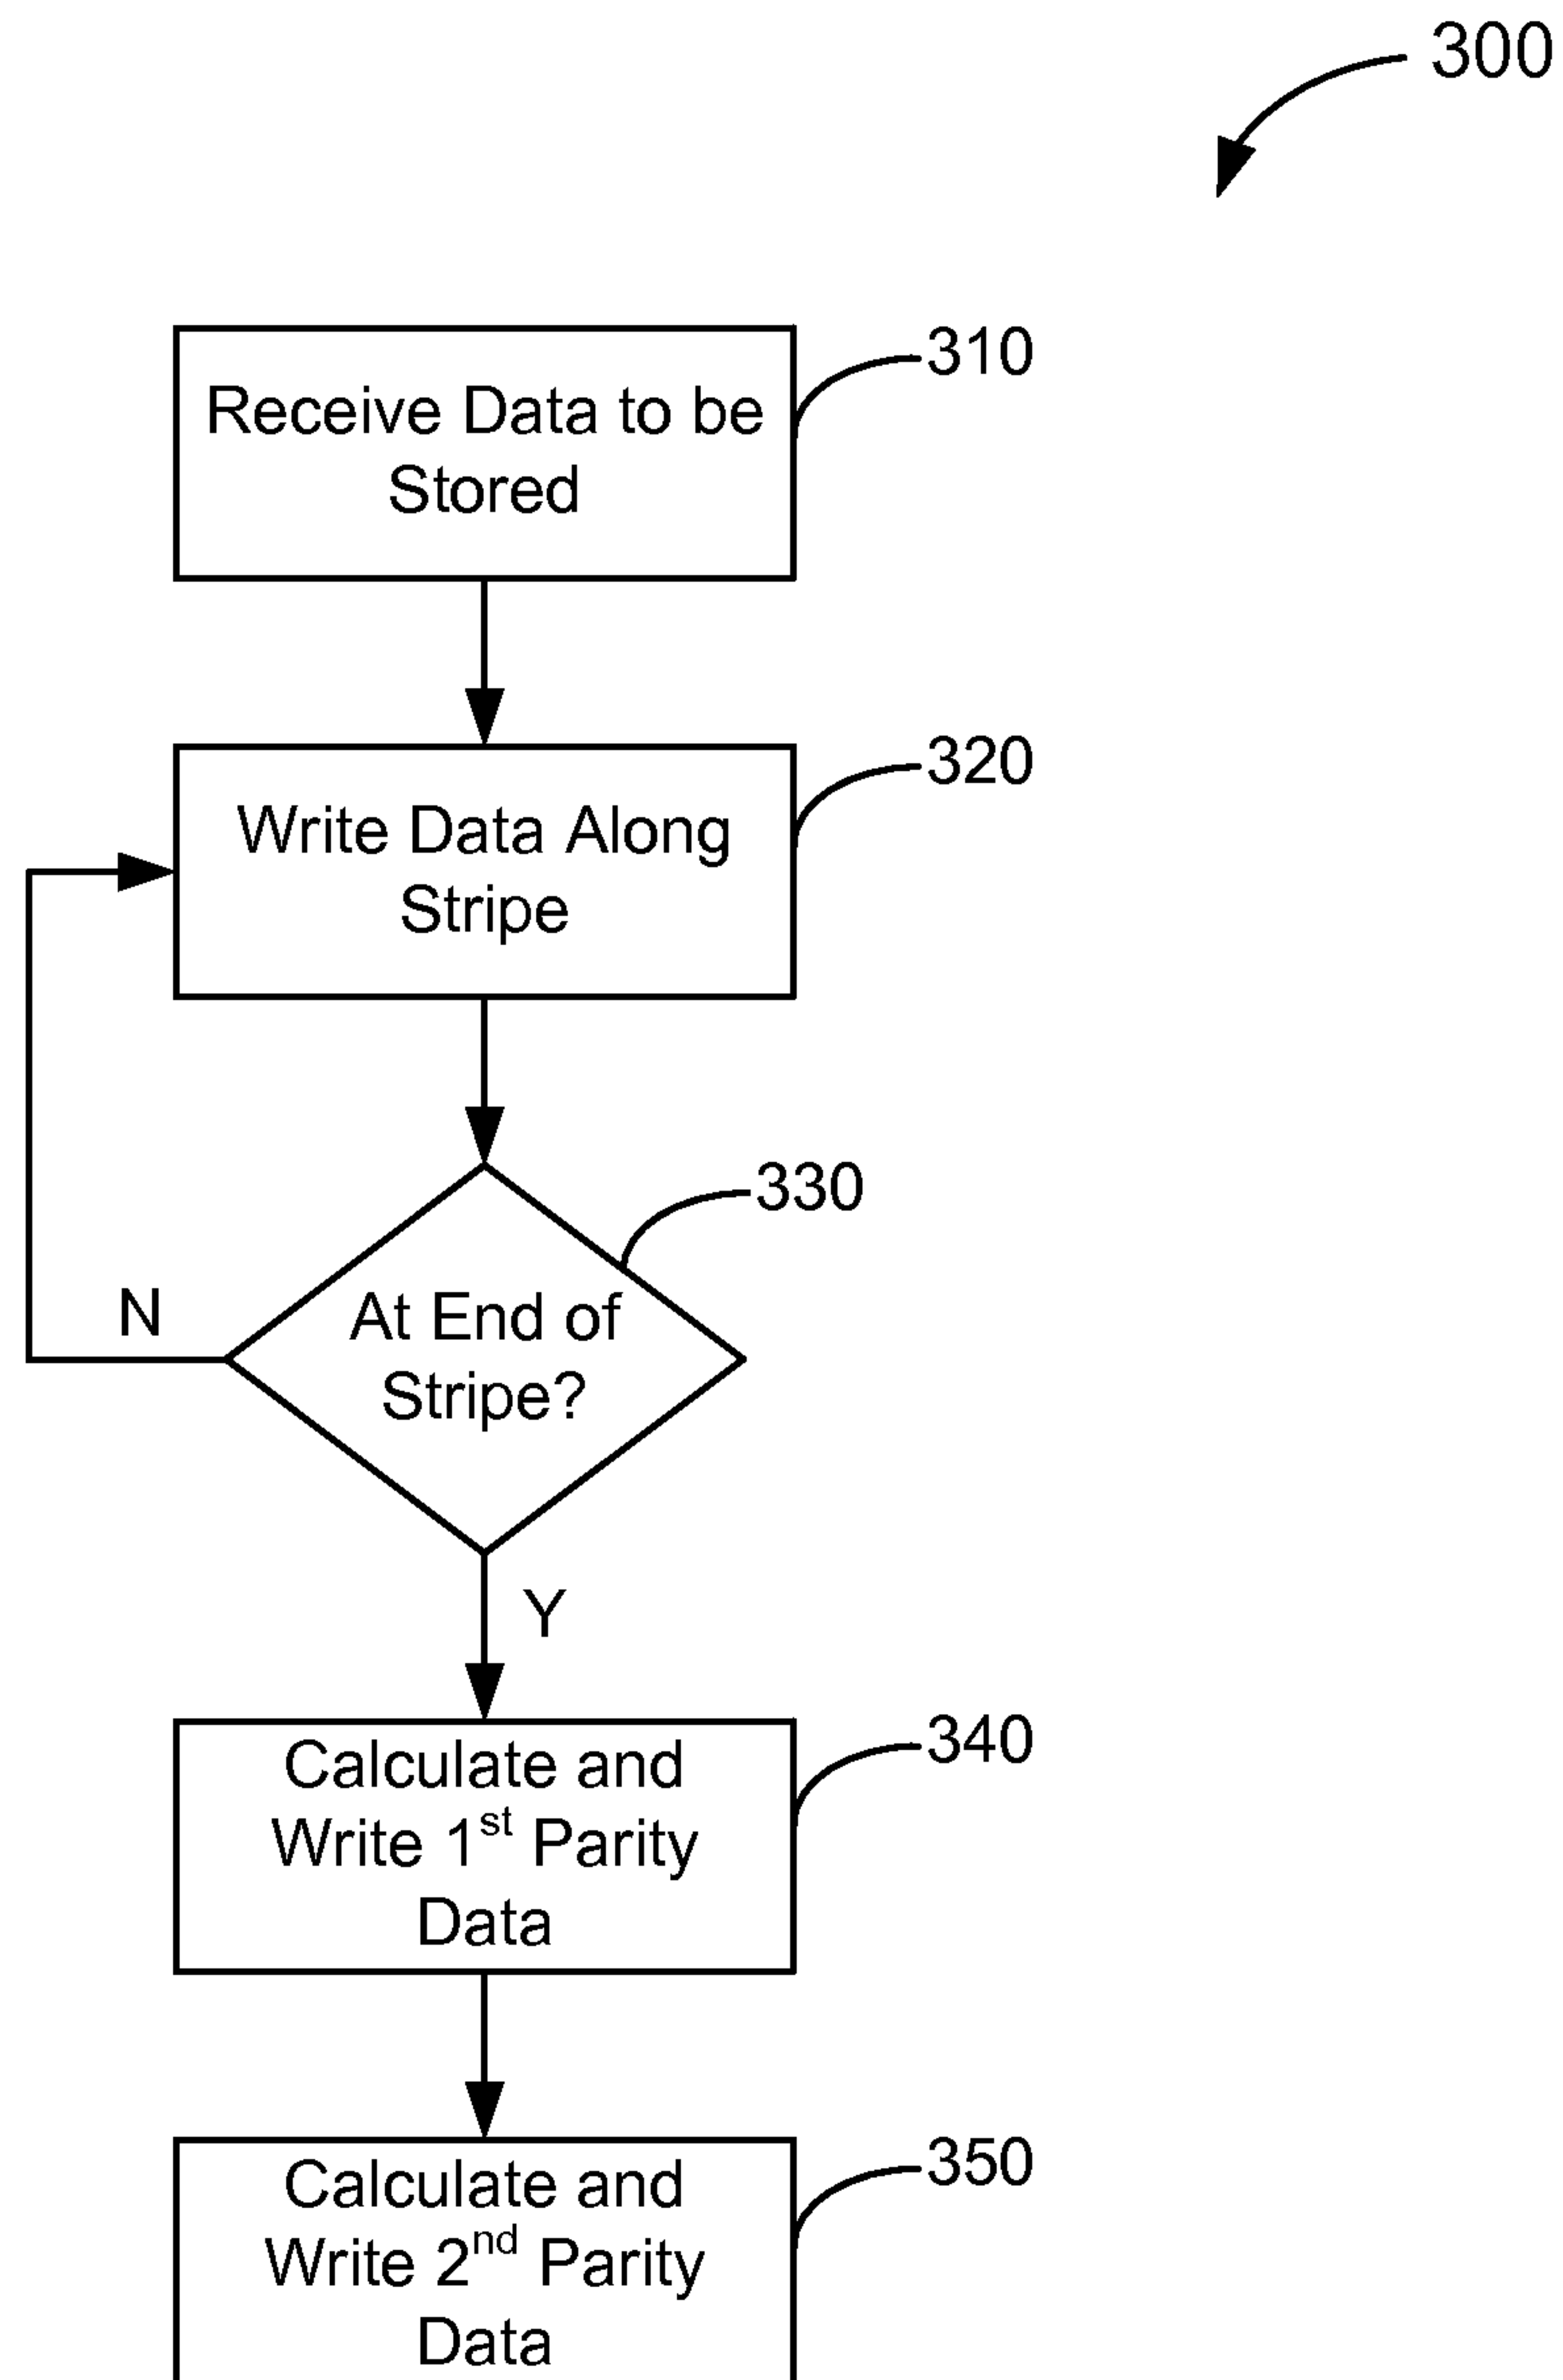 300
310
Receive Data to be
Stored
320
Write Data Along
Stripe
330
At End of
Stripe?
N
Y
340
Calculate and
Write 1st Parity
Data
350
Calculate and
Write 2nd Parity
Data